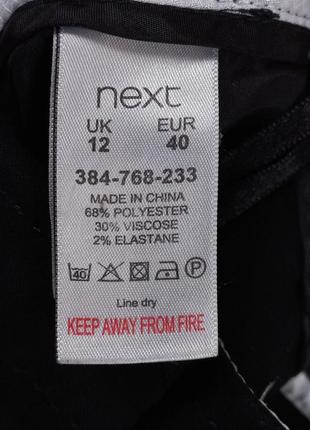 next
UK EUR
12 40
384-768-233
MADE IN CHINA
68% POLYESTER
30% VISCOSE
2% ELASTANE
40 P
Line dry
KEEP AWAY FROM FIRE